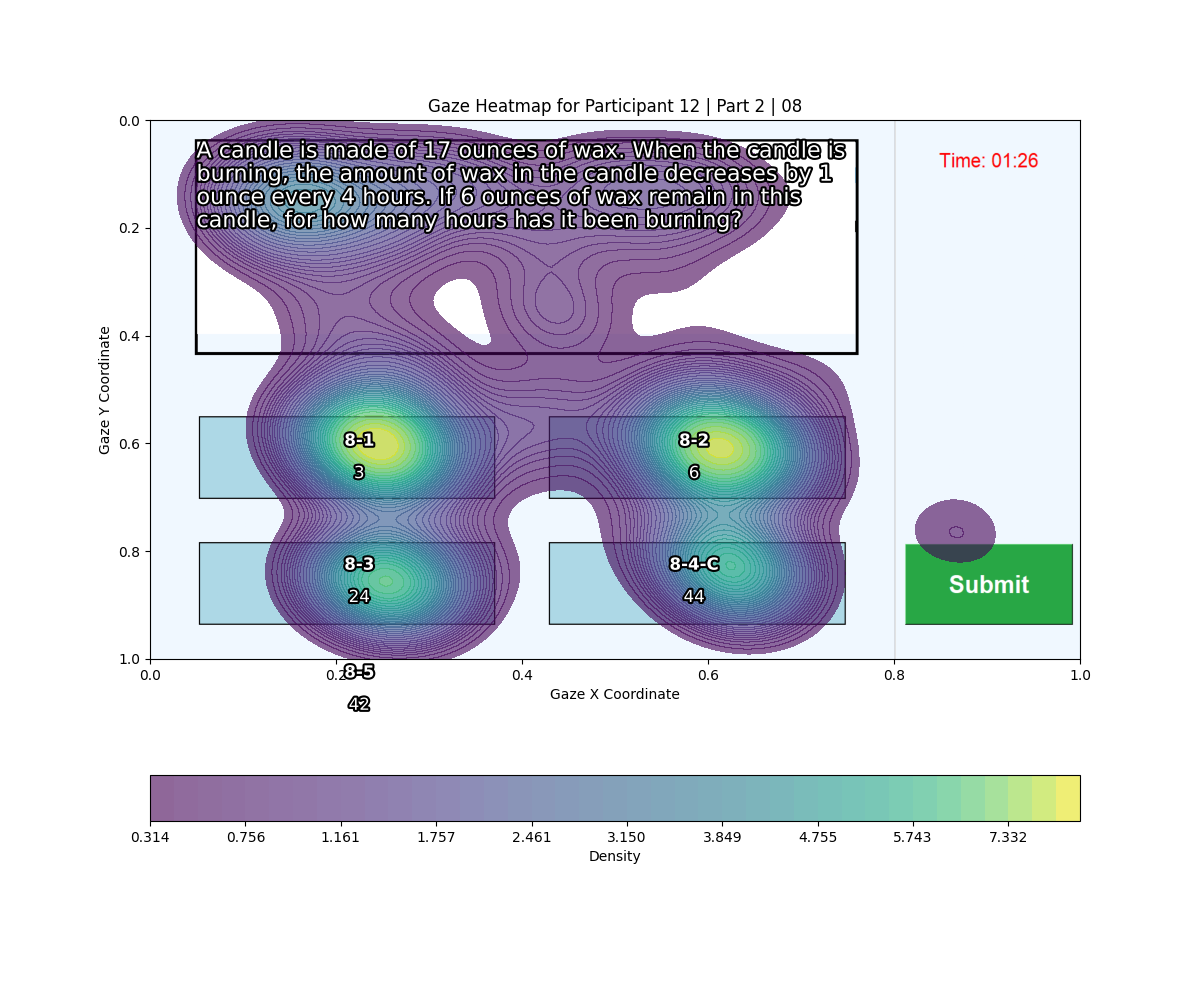 Gaze Heatmap for Participant 12 | Part 2 | 08
A candle is made of 17 ounces of wax. When the candle is
burning, the amount of wax in the candle decreases by 1
ounce every 4 hours. If 6 ounces of wax remain in this
candle, for how many hours has it been burning?
Time: 01:26
8-1
3
8-2
6
8-3
24
8-4-C
44
Submit
8-5
42
Gaze Y Coordinate
0.0
0.2
0.4
0.6
0.8
1.0
0.0 0.2 0.4 0.6 0.8 1.0
Gaze X Coordinate
0.314 0.756 1.161 1.757 2.461 3.150 3.849 4.755 5.743 7.332
Density